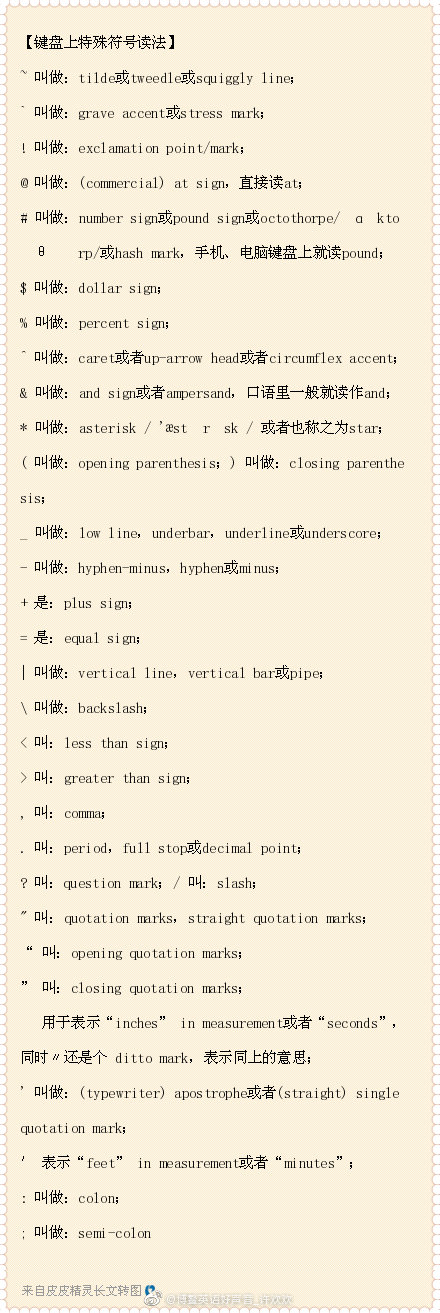 【键盘上特殊符号读法】
~ 叫做：tilde或tweedle或squiggly line；
` 叫做：grave accent或stress mark；
! 叫做：exclamation point/mark；
@ 叫做：(commercial) at sign，直接读at；
# 叫做：number sign或pound sign或octothorpe/ ɑ kto
θ rp/或hash mark，手机、电脑键盘上就读pound；
$ 叫做：dollar sign；
% 叫做：percent sign；
^ 叫做：caret或者up-arrow head或者circumflex accent；
& 叫做：and sign或者ampersand，口语里一般就读作and；
* 叫做：asterisk / 'æst r sk / 或者也称之为star；
( 叫做：opening parenthesis；) 叫做：closing parenthe
sis；
_ 叫做：low line，underbar，underline或underscore；
- 叫做：hyphen-minus，hyphen或minus；
+ 是：plus sign；
= 是：equal sign；
| 叫做：vertical line，vertical bar或pipe；
\ 叫做：backslash；
< 叫：less than sign；
> 叫：greater than sign；
, 叫：comma；
. 叫：period，full stop或decimal point；
? 叫：question mark；/ 叫：slash；
" 叫：quotation marks，straight quotation marks；
“ 叫：opening quotation marks；
” 叫：closing quotation marks；
用于表示“inches” in measurement或者“seconds”，
同时〃还是个 ditto mark，表示同上的意思；
' 叫做：(typewriter) apostrophe或者(straight) single
quotation mark；
′ 表示“feet” in measurement或者“minutes”；
: 叫做：colon；
; 叫做：semi-colon
来自皮皮精灵长文转图